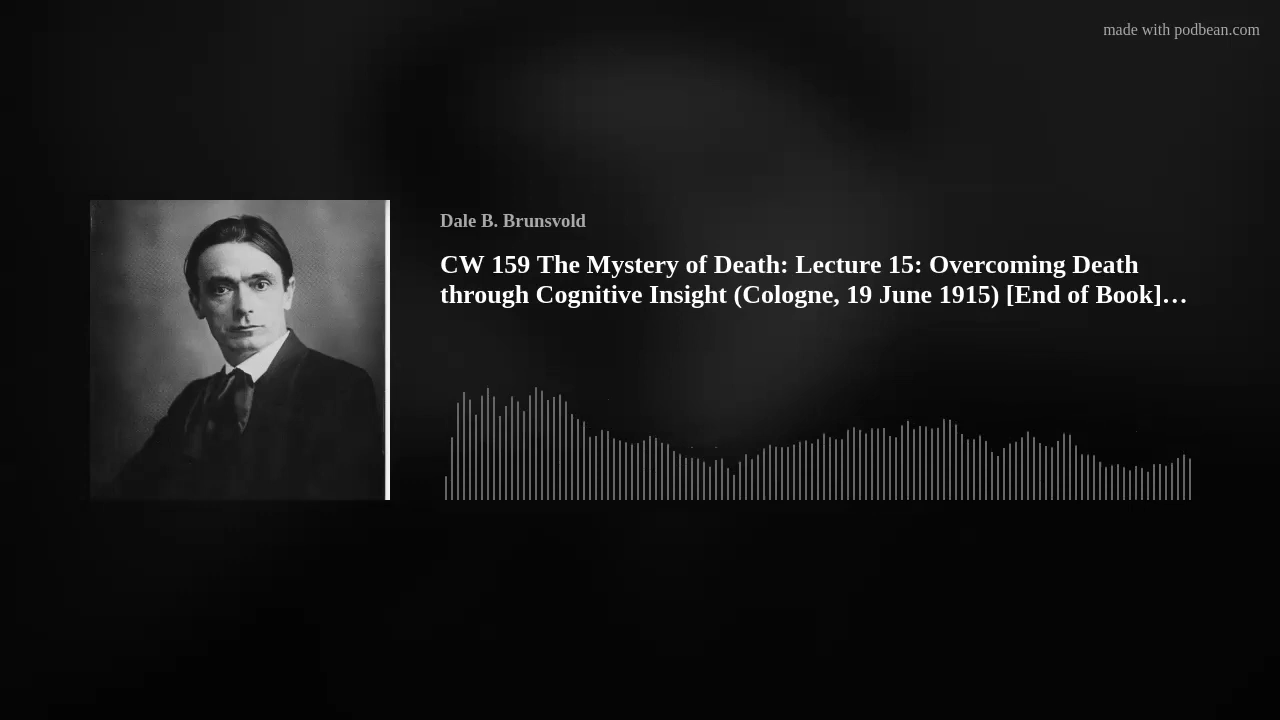 made with podbean.com
Dale B. Brunsvold
CW 159 The Mystery of Death: Lecture 15: Overcoming Death
through Cognitive Insight (Cologne, 19 June 1915) [End of Book]…